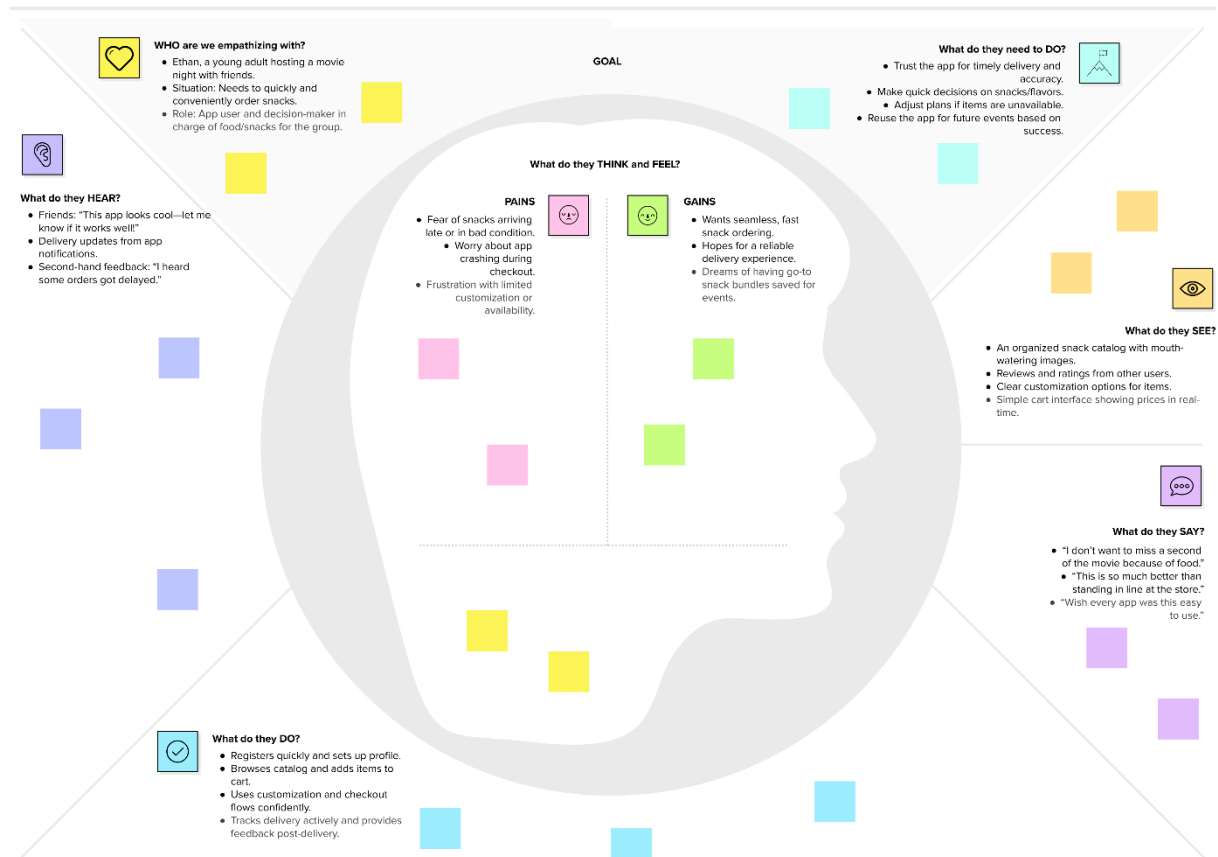 WHO are we empathizing with?
• Ethan, a young adult hosting a movie
night with friends.
• Situation: Needs to quickly and
conveniently order snacks.
• Role: App user and decision-maker in
charge of food/snacks for the group.
GOAL
What do they need to DO?
• Trust the app for timely delivery and
accuracy.
• Make quick decisions on snacks/flavors.
• Adjust plans if items are unavailable.
• Reuse the app for future events based on
success.
What do they HEAR?
• Friends: “This app looks cool—let me
know if it works well!”
• Delivery updates from app
notifications.
• Second-hand feedback: “I heard
some orders got delayed.”
What do they THINK and FEEL?
PAINS
• Fear of snacks arriving
late or in bad condition.
• Worry about app
crashing during
checkout.
• Frustration with limited
customization or
availability.
GAINS
• Wants seamless, fast
snack ordering.
• Hopes for a reliable
delivery experience.
• Dreams of having go-to
snack bundles saved for
events.
What do they SEE?
• An organized snack catalog with mouth-
watering images.
• Reviews and ratings from other users.
• Clear customization options for items.
• Simple cart interface showing prices in real-
time.
What do they SAY?
• “I don’t want to miss a second
of the movie because of food.”
• “This is so much better than
standing in line at the store.”
• “Wish every app was this easy
to use.”
What do they DO?
• Registers quickly and sets up profile.
• Browses catalog and adds items to
cart.
• Uses customization and checkout
flows confidently.
• Tracks delivery actively and provides
feedback post-delivery.